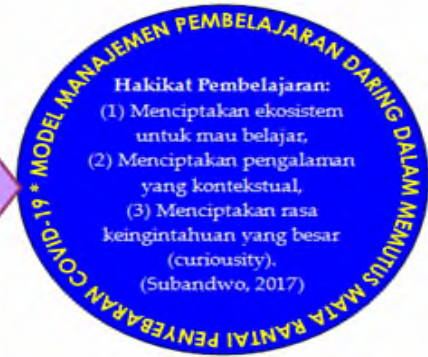 * MODEL MANAJEMEN PEMBELAJARAN DARING DALAM MEMUTUS MATA RANTAI PENYEBARAN COVID-19
Hakikat Pembelajaran:
(1) Menciptakan ekosistem
untuk mau belajar,
(2) Menciptakan pengalaman
yang kontekstual,
(3) Menciptakan rasa
keingintahuan yang besar
(curiousity).
(Subandwo, 2017)